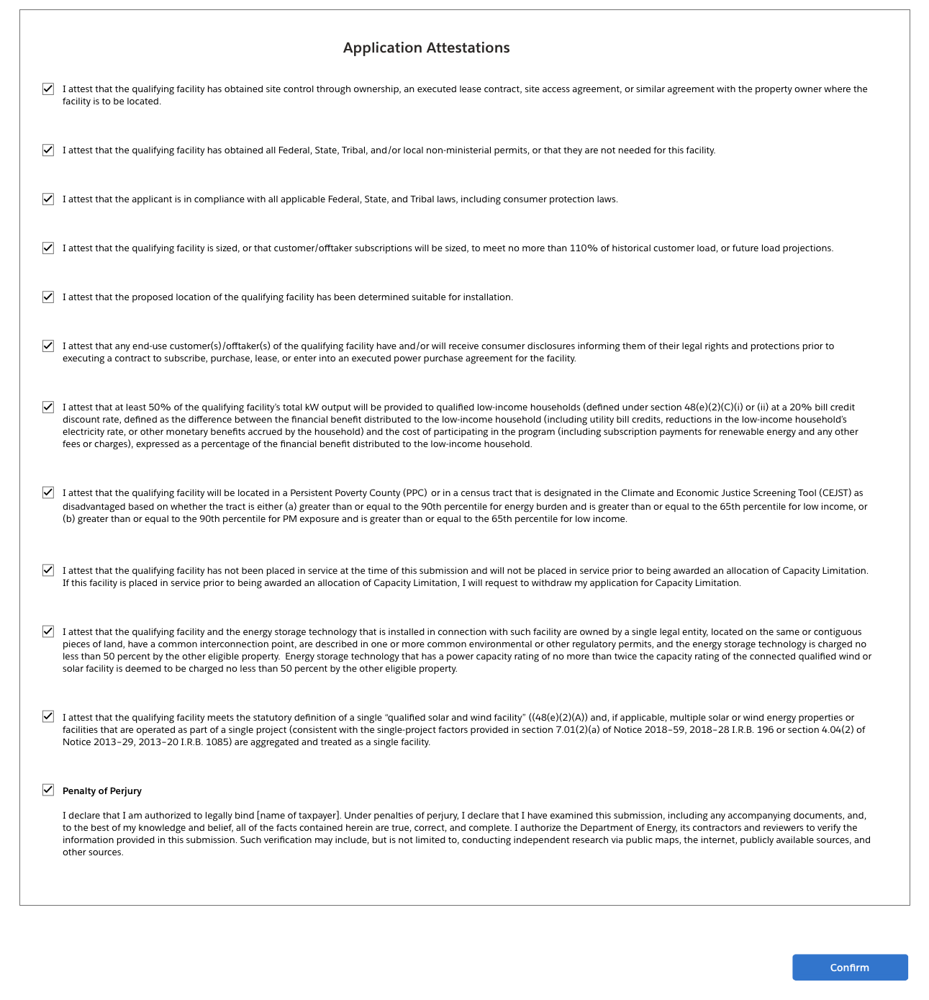 Application Attestations
I attest that the qualifying facility has obtained site control through ownership, an executed lease contract, site access agreement, or similar agreement with the property owner where the
facility is to be located.
I attest that the qualifying facility has obtained all Federal, State, Tribal, and/or local non-ministerial permits, or that they are not needed for this facility.
I attest that the applicant is in compliance with all applicable Federal, State, and Tribal laws, including consumer protection laws.
I attest that the qualifying facility is sized, or that customer/offtaker subscriptions will be sized, to meet no more than 110% of historical customer load, or future load projections.
I attest that the proposed location of the qualifying facility has been determined suitable for installation.
I attest that any end-use customer(s)/offtaker(s) of the qualifying facility have and/or will receive consumer disclosures informing them of their legal rights and protections prior to
executing a contract to subscribe, purchase, lease, or enter into an executed power purchase agreement for the facility.
I attest that at least 50% of the qualifying facility's total kW output will be provided to qualified low-income households (defined under section 48(e)(2)(C)(i) or (ii) at a 20% bill credit
discount rate, defined as the difference between the financial benefit distributed to the low-income household (including utility bill credits, reductions in the low-income household's
electricity rate, or other monetary benefits accrued by the household) and the cost of participating in the program (including subscription payments for renewable energy and any other
fees or charges), expressed as a percentage of the financial benefit distributed to the low-income household.
I attest that the qualifying facility will be located in a Persistent Poverty County (PPC) or in a census tract that is designated in the Climate and Economic Justice Screening Tool (CEJST) as
disadvantaged based on whether the tract is either (a) greater than or equal to the 90th percentile for energy burden and is greater than or equal to the 65th percentile for low income, or
(b) greater than or equal to the 90th percentile for PM exposure and is greater than or equal to the 65th percentile for low income.
I attest that the qualifying facility has not been placed in service at the time of this submission and will not be placed in service prior to being awarded an allocation of Capacity Limitation.
If this facility is placed in service prior to being awarded an allocation of Capacity Limitation, I will request to withdraw my application for Capacity Limitation.
I attest that the qualifying facility and the energy storage technology that is installed in connection with such facility are owned by a single legal entity, located on the same or contiguous
pieces of land, have a common interconnection point, are described in one or more common environmental or other regulatory permits, and the energy storage technology is charged no
less than 50 percent by the other eligible property.  Energy storage technology that has a power capacity rating of no more than twice the capacity rating of the connected qualified wind or
solar facility is deemed to be charged no less than 50 percent by the other eligible property.
I attest that the qualifying facility meets the statutory definition of a single “qualified solar and wind facility” ((48(e)(2)(A)) and, if applicable, multiple solar or wind energy properties or
facilities that are operated as part of a single project (consistent with the single-project factors provided in section 7.01(2)(a) of Notice 2018–59, 2018–28 I.R.B. 196 or section 4.04(2) of
Notice 2013–29, 2013–20 I.R.B. 1085) are aggregated and treated as a single facility.
Penalty of Perjury
I declare that I am authorized to legally bind [name of taxpayer]. Under penalties of perjury, I declare that I have examined this submission, including any accompanying documents, and,
to the best of my knowledge and belief, all of the facts contained herein are true, correct, and complete. I authorize the Department of Energy, its contractors and reviewers to verify the
information provided in this submission. Such verification may include, but is not limited to, conducting independent research via public maps, the internet, publicly available sources, and
other sources.
Confirm